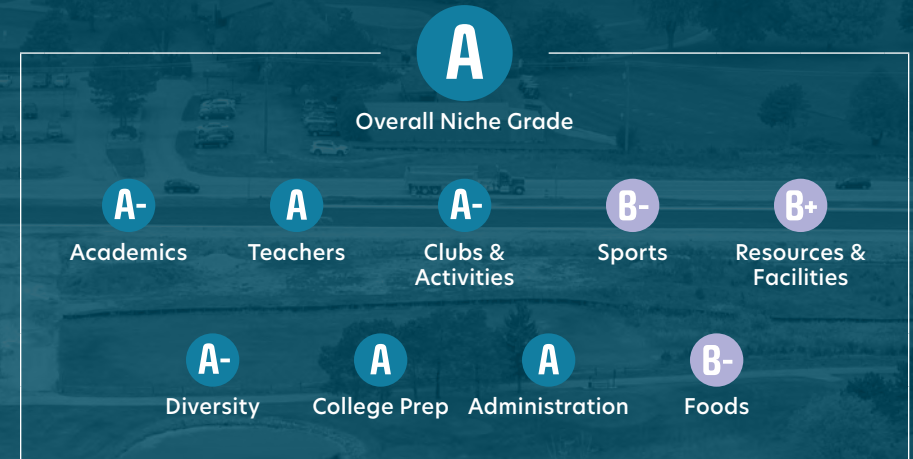 A
Overall Niche Grade
A- A A- B- B+
Academics Teachers Clubs & Sports Resources &
Activities Facilities
A- A A B-
Diversity College Prep Administration Foods